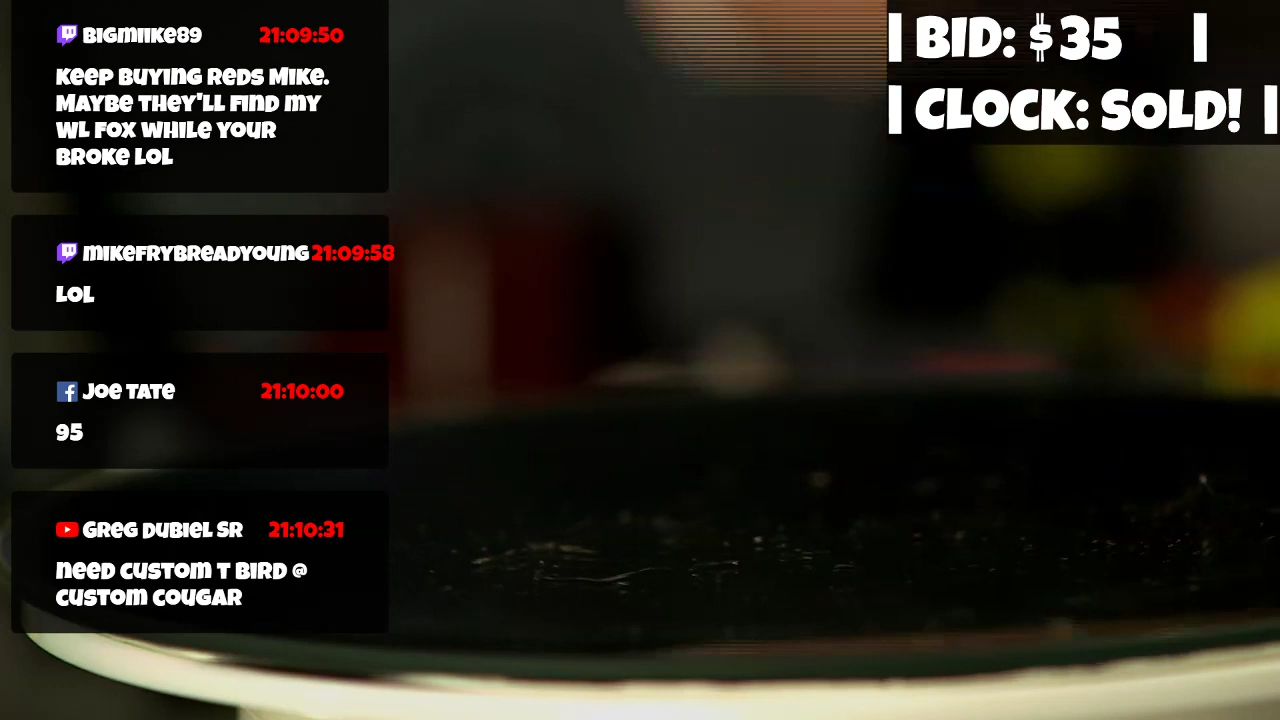 BIGMIIKE89 21:09:50
KEEP BUYING REDS MIKE.
MAYBE THEY'LL FIND MY
WL FOX WHILE YOUR
BROKE LOL
MIKEFRYBREADYOUNG 21:09:58
LOL
JOE TATE 21:10:00
95
GREG DUBIEL SR 21:10:31
NEED CUSTOM T BIRD @
CUSTOM COUGAR
| BID: $35 |
| CLOCK: SOLD! |